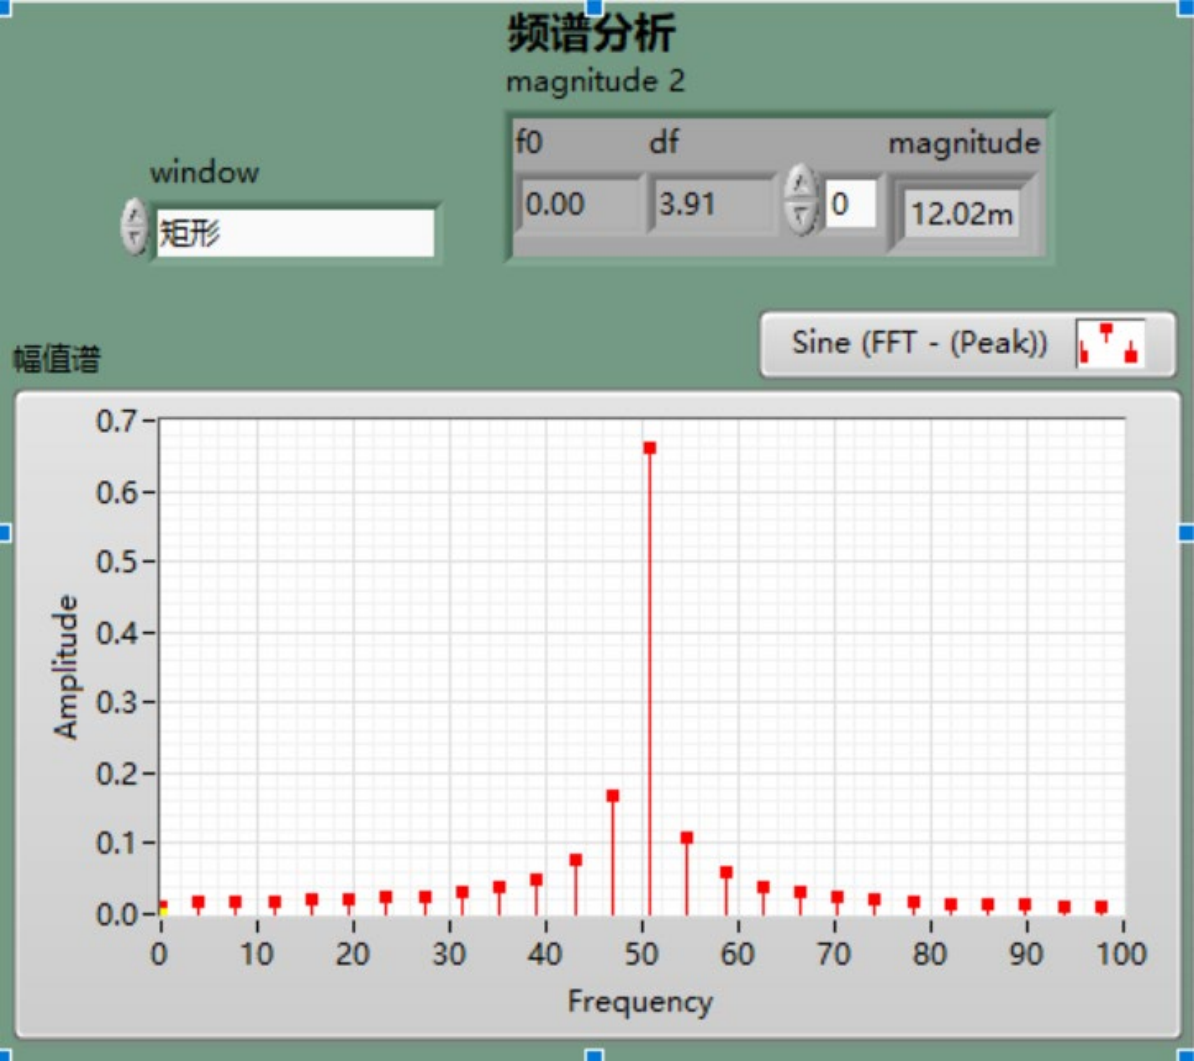 频谱分析
magnitude 2
f0 df magnitude
0.00 3.91 0 12.02m
window
矩形
Sine (FFT - (Peak))
幅值谱
0.7
0.6
0.5
0.4
0.3
0.2
0.1
0.0
Amplitude
0 10 20 30 40 50 60 70 80 90 100
Frequency